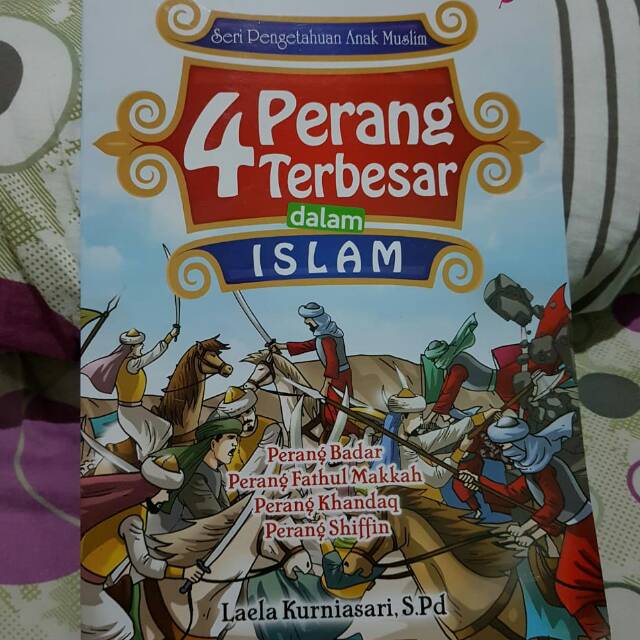 Seri Pengetahuan Anak Muslim
4 Perang
Terbesar
dalam
ISLAM
Perang Badar
Perang Fathul Makkah
Perang Khandaq
Perang Shiffin
Laela Kurniasari, S.Pd